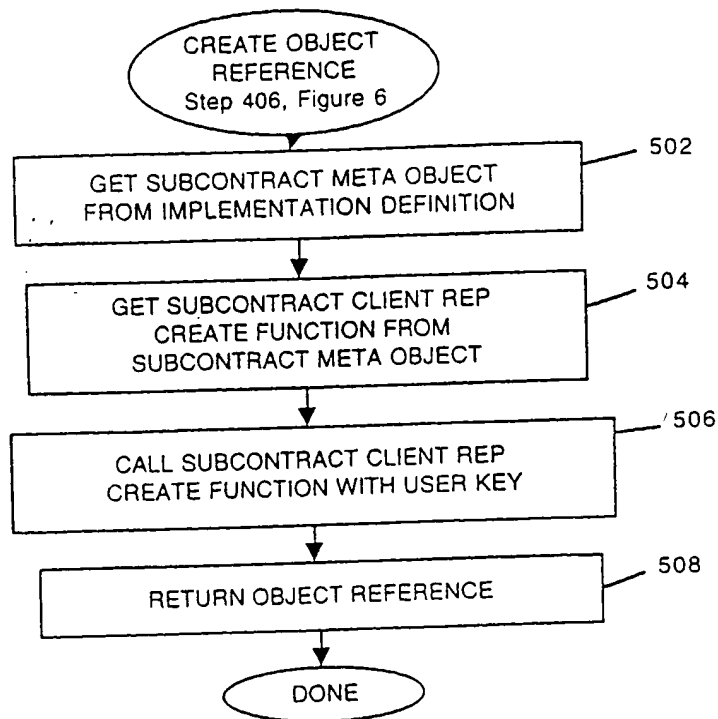 CREATE OBJECT
REFERENCE
Step 406, Figure 6
502
GET SUBCONTRACT META OBJECT
FROM IMPLEMENTATION DEFINITION
504
GET SUBCONTRACT CLIENT REP
CREATE FUNCTION FROM
SUBCONTRACT META OBJECT
506
CALL SUBCONTRACT CLIENT REP
CREATE FUNCTION WITH USER KEY
508
RETURN OBJECT REFERENCE
DONE